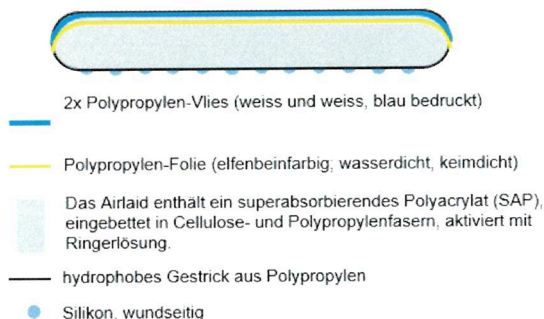 2x Polypropylen-Vlies (weiss und weiss, blau bedruckt)
Polypropylen-Folie (elfenbeinfarbig; wasserdicht, keimdicht)
Das Airlaid enthält ein superabsorbierendes Polyacrylat (SAP),
eingebettet in Cellulose- und Polypropylenfasern, aktiviert mit
Ringerlösung.
hydrophobes Gestrick aus Polypropylen
Silikon, wundseitig